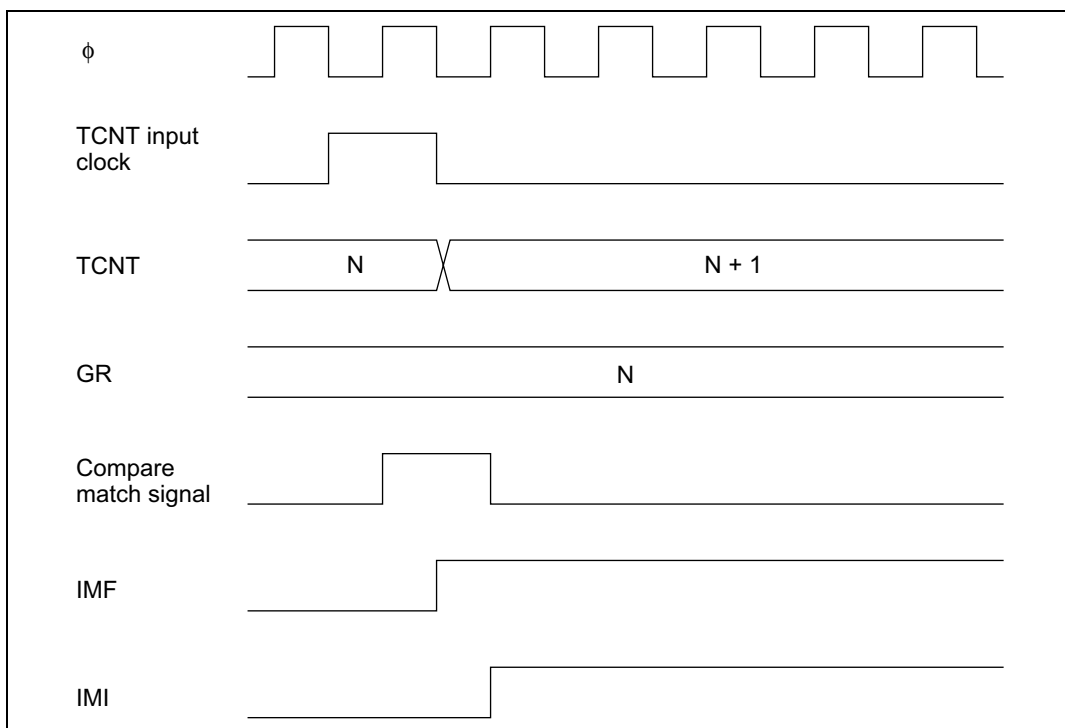 ϕ
TCNT input
clock
TCNT
N
N + 1
GR
N
Compare
match signal
IMF
IMI